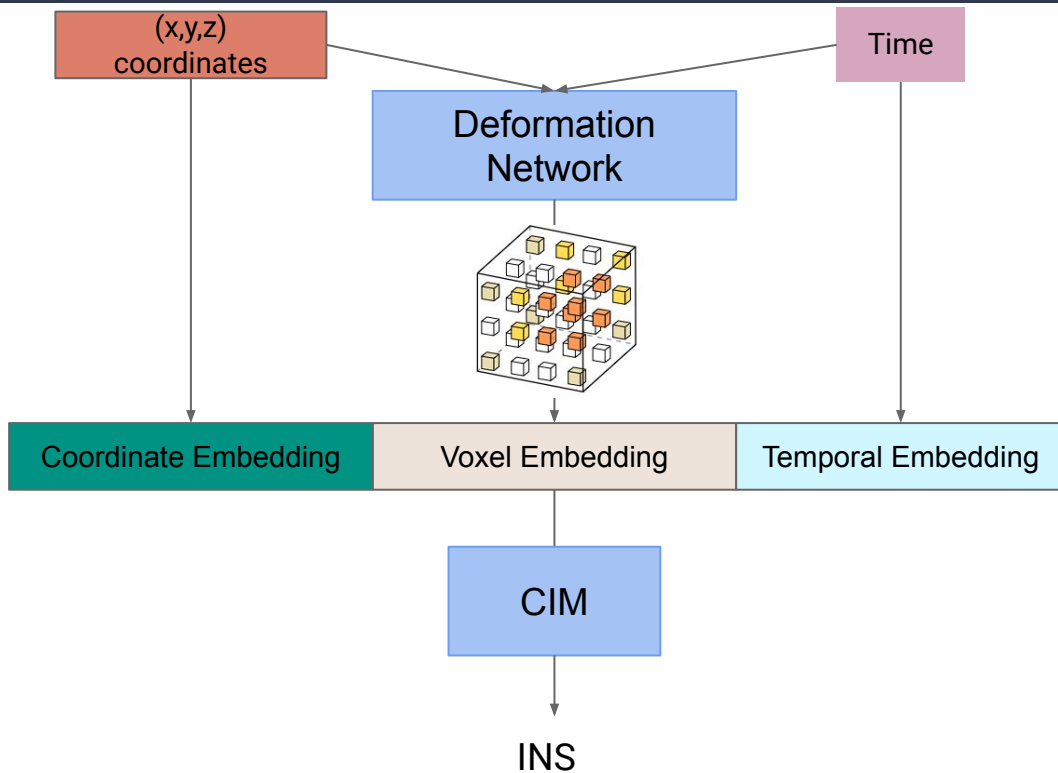 (x,y,z)
coordinates
Time
Deformation
Network
Coordinate Embedding
Voxel Embedding
Temporal Embedding
CIM
INS